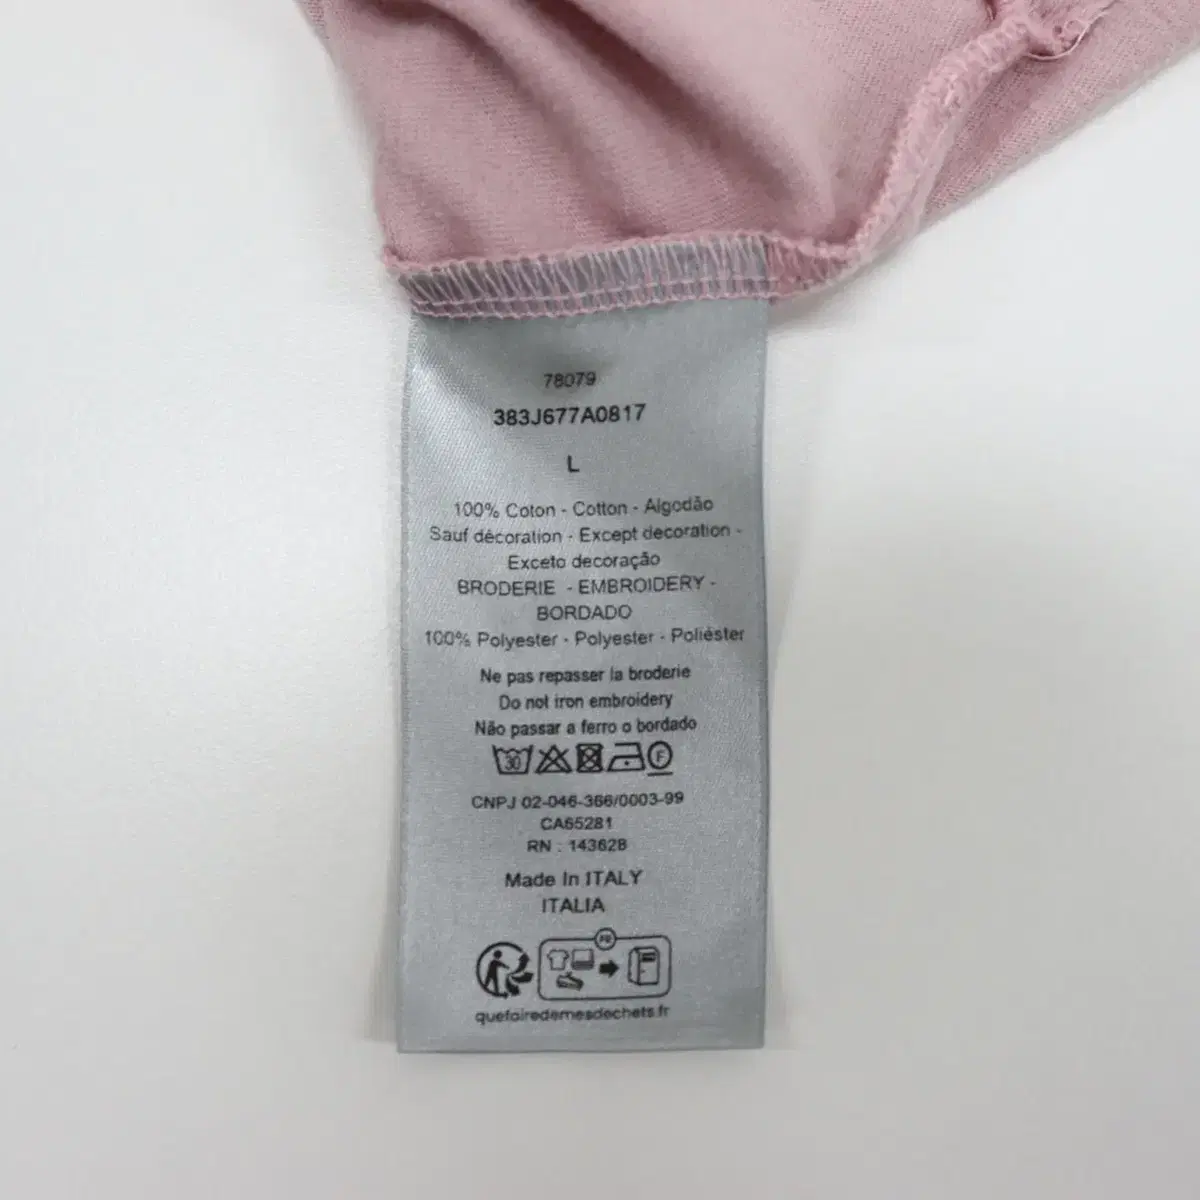 78079
383J677A0817
L
100% Coton - Cotton - Algodão
Sauf décoration - Except decoration -
Exceto decoração
BRODERIE - EMBROIDERY -
BORDADO
100% Polyester - Polyester - Poliéster
Ne pas repasser la broderie
Do not iron embroidery
Não passar a ferro o bordado
30 F
CNPJ 02-046-366/0003-99
CA65281
RN : 143628
Made In ITALY
ITALIA
FR
quefairedemesdechets.fr